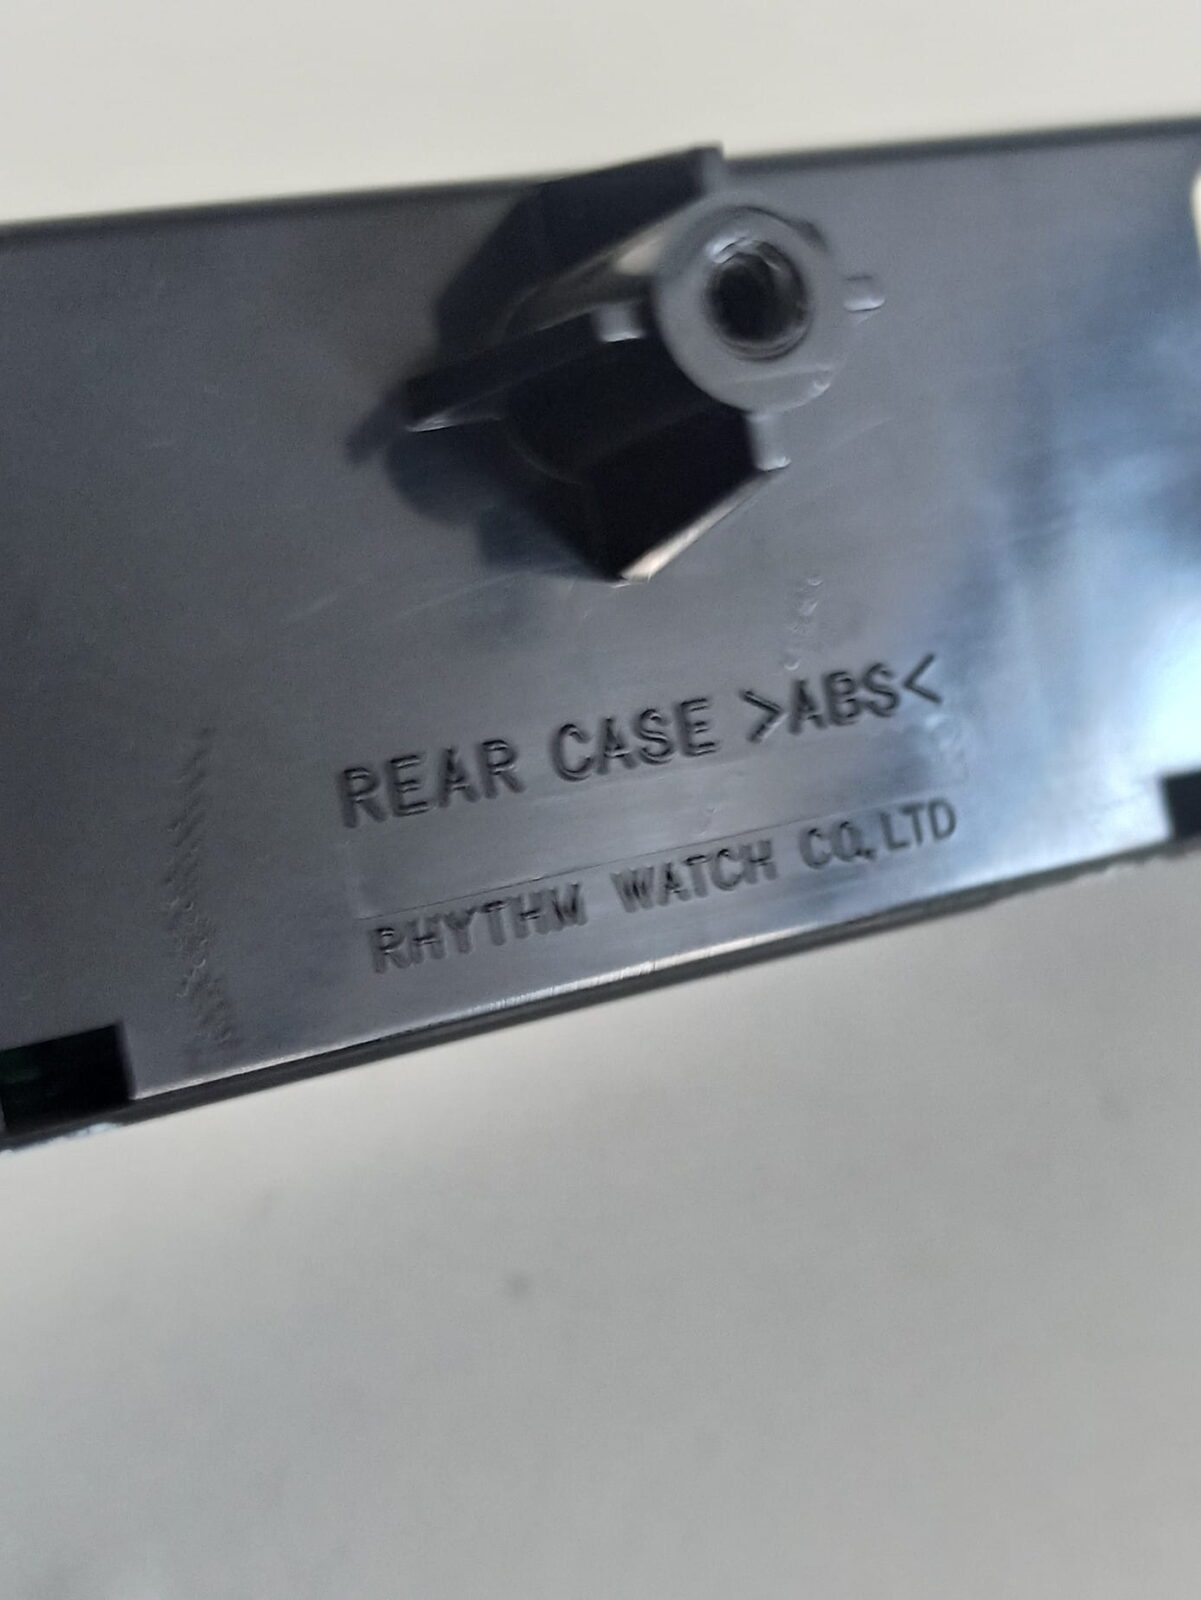 REAR CASE >ABS<
RHYTHM WATCH CO., LTD